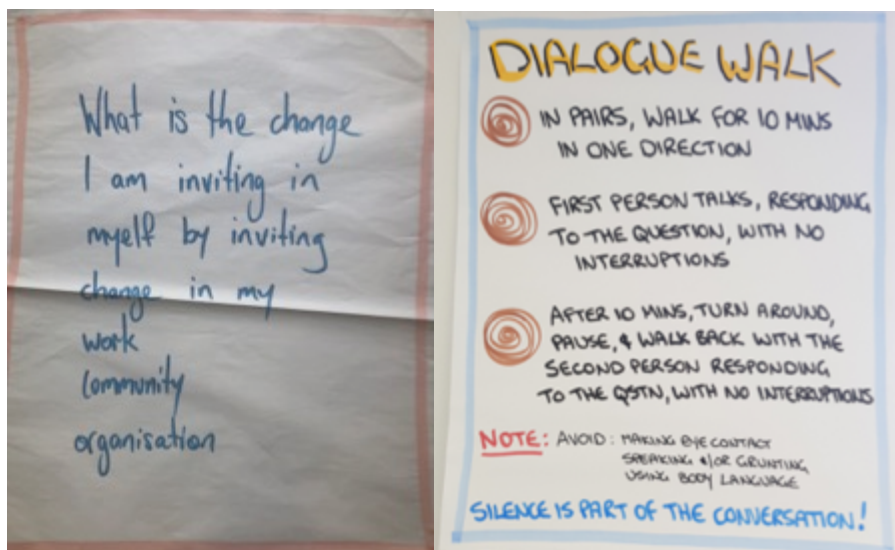 What is the change
I am inviting in
myelf by inviting
change in my
work
community
organisation
DIALOGUE WALK
IN PAIRS, WALK FOR 10 MINS
IN ONE DIRECTION
FIRST PERSON TALKS, RESPONDING
TO THE QUESTION, WITH NO
INTERRUPTIONS
AFTER 10 MINS, TURN AROUND,
PAUSE, & WALK BACK WITH THE
SECOND PERSON RESPONDING
TO THE QSTN, WITH NO INTERRUPTIONS
NOTE: AVOID: MAKING EYE CONTACT
SPEAKING &/OR GRUNTING
USING BODY LANGUAGE
SILENCE IS PART OF THE CONVERSATION!